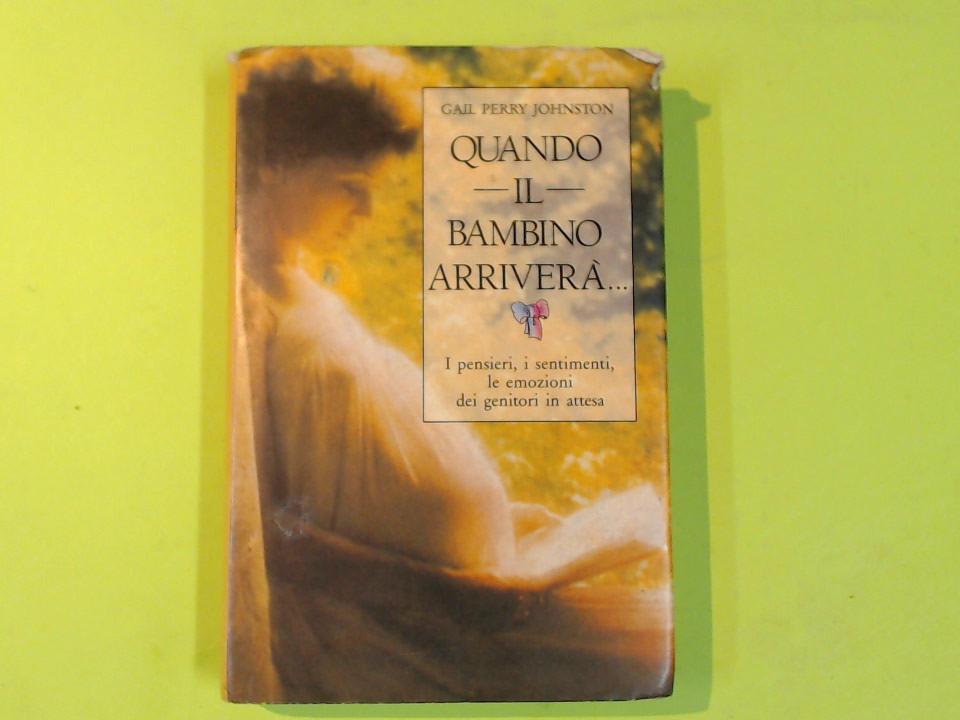 GAIL PERRY JOHNSTON
QUANDO
— IL —
BAMBINO
ARRIVERÀ...
I pensieri, i sentimenti,
le emozioni
dei genitori in attesa